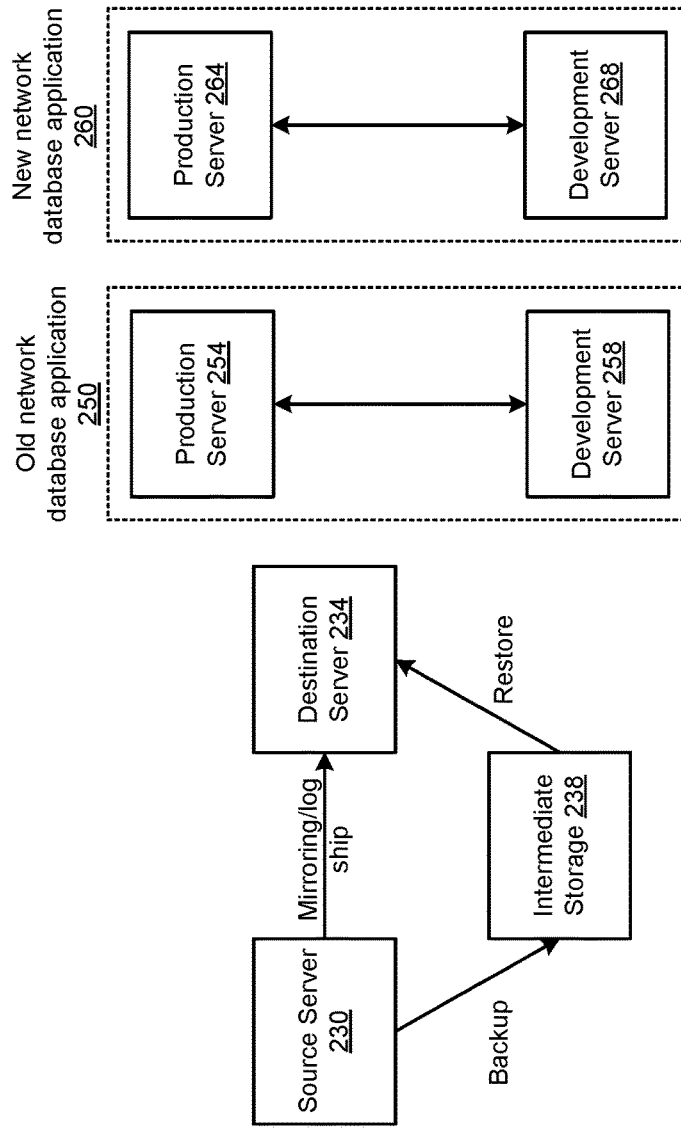 Source Server
230
Mirroring/log
ship
Destination
Server 234
Backup
Intermediate
Storage 238
Restore
Old network
database application
250
Production
Server 254
Development
Server 258
New network
database application
260
Production
Server 264
Development
Server 268